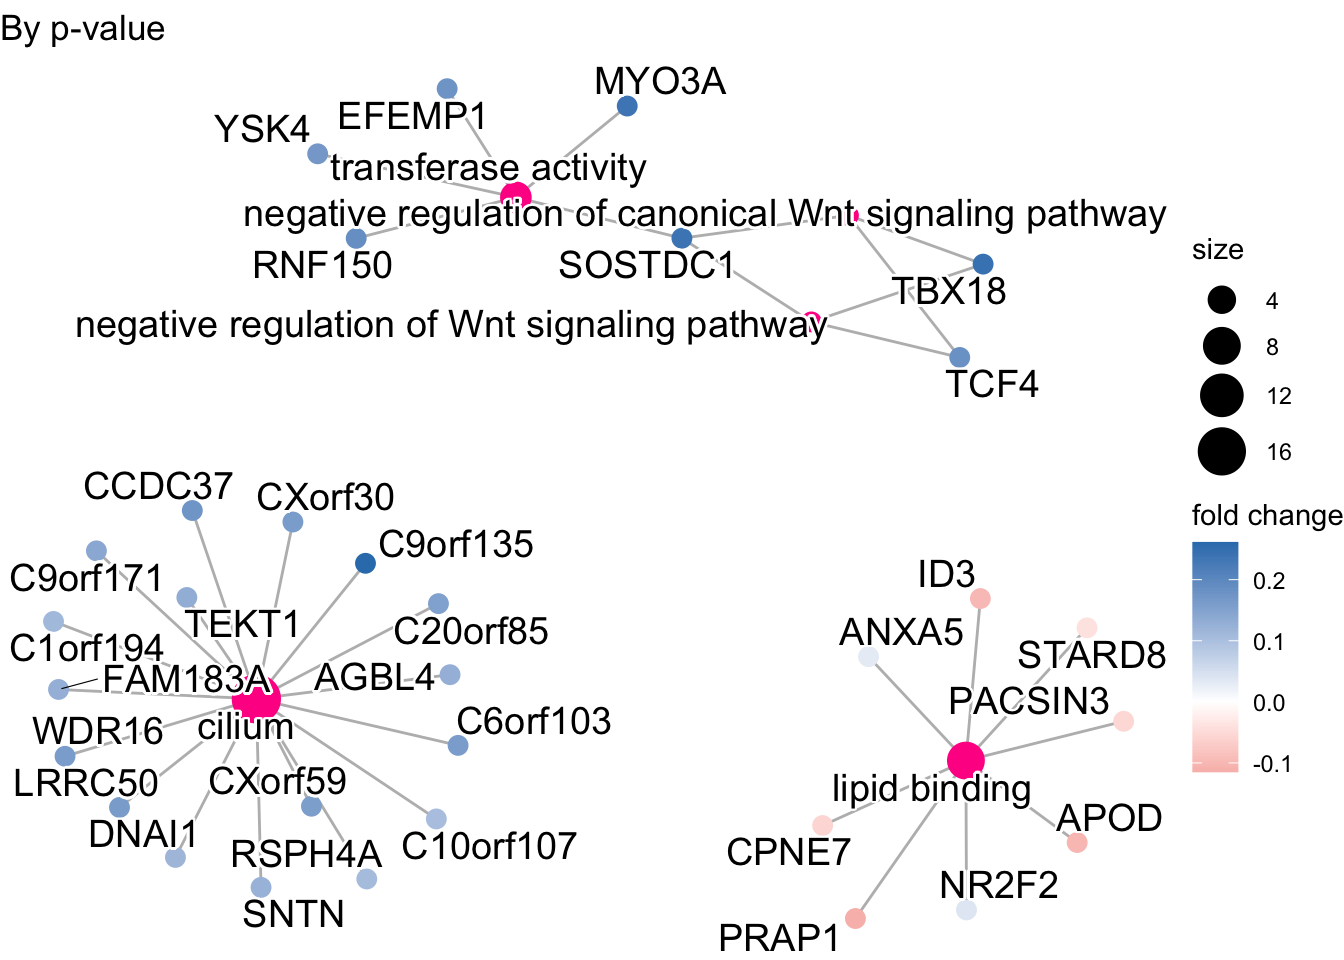 By p-value
MYO3A
EFEMP1
YSK4
transferase activity
negative regulation of canonical Wnt signaling pathway
RNF150
SOSTDC1
TBX18
negative regulation of Wnt signaling pathway
TCF4
size
4
8
12
16
fold change
0.2
0.1
0.0
-0.1
CCDC37
CXorf30
C9orf135
C9orf171
TEKT1
C20orf85
C1orf194
FAM183A
AGBL4
WDR16
cilium
C6orf103
LRRC50
CXorf59
DNAI1
RSPH4A
C10orf107
SNTN
ID3
ANXA5
STARD8
PACSIN3
lipid binding
APOD
CPNE7
NR2F2
PRAP1